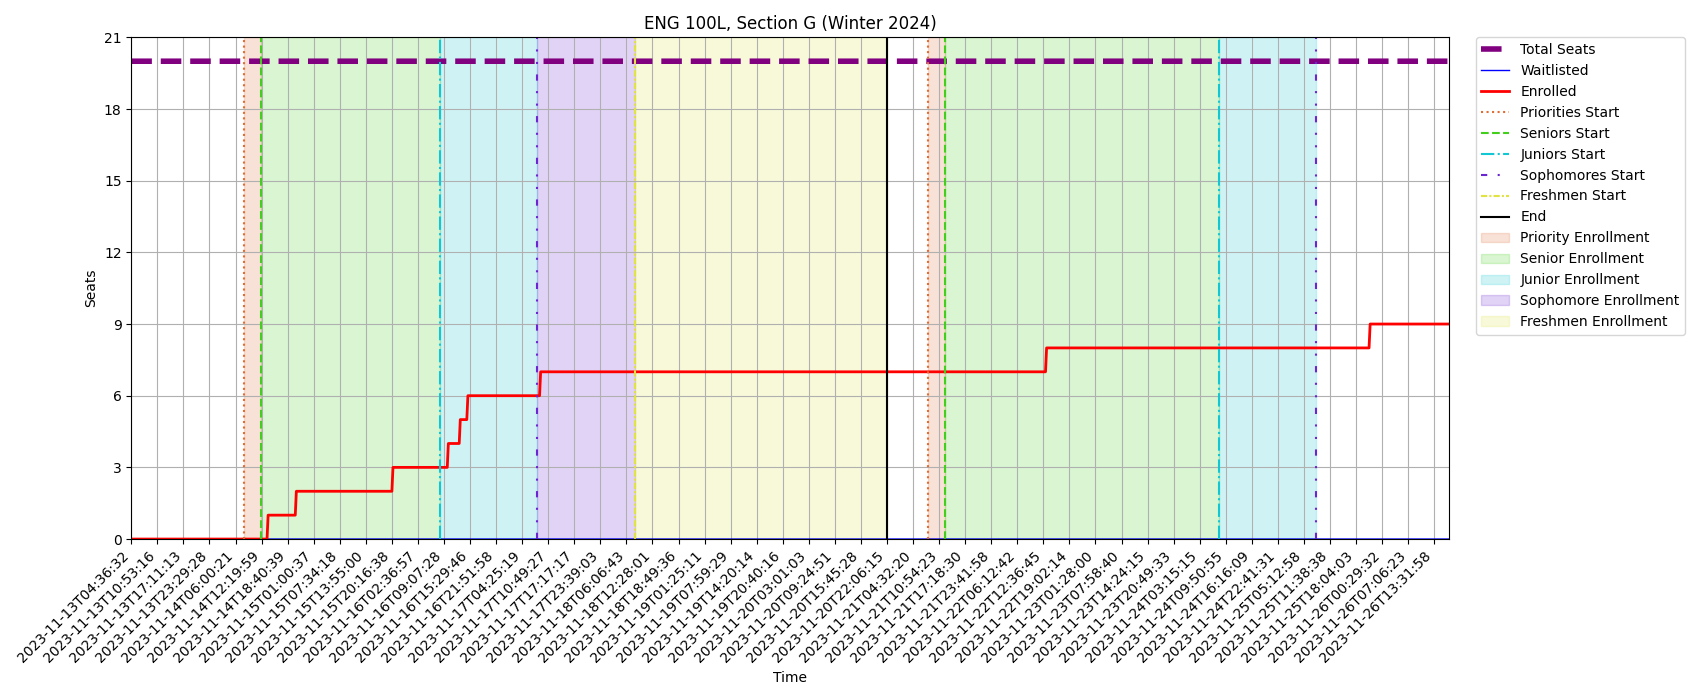 ENG 100L, Section G (Winter 2024)
21
18
15
12
9
6
3
0
Seats
2023-11-13T04:36:32
2023-11-13T10:53:16
2023-11-13T17:11:13
2023-11-13T23:29:28
2023-11-14T06:00:21
2023-11-14T12:19:59
2023-11-14T18:40:39
2023-11-15T01:00:37
2023-11-15T07:34:18
2023-11-15T13:55:00
2023-11-15T20:16:38
2023-11-16T02:36:57
2023-11-16T09:07:28
2023-11-16T15:29:46
2023-11-16T21:51:58
2023-11-17T04:25:19
2023-11-17T10:49:27
2023-11-17T17:17:17
2023-11-17T23:39:03
2023-11-18T06:06:43
2023-11-18T12:28:01
2023-11-18T18:49:36
2023-11-19T01:25:11
2023-11-19T07:59:29
2023-11-19T14:20:14
2023-11-19T20:40:16
2023-11-20T03:01:03
2023-11-20T09:24:51
2023-11-20T15:45:28
2023-11-20T22:06:15
2023-11-21T04:32:20
2023-11-21T10:54:23
2023-11-21T17:18:30
2023-11-21T23:41:58
2023-11-22T06:12:42
2023-11-22T12:36:45
2023-11-22T19:02:14
2023-11-23T01:28:00
2023-11-23T07:58:40
2023-11-23T14:24:15
2023-11-23T20:49:33
2023-11-24T03:15:15
2023-11-24T09:50:55
2023-11-24T16:16:09
2023-11-24T22:41:31
2023-11-25T05:12:58
2023-11-25T11:38:38
2023-11-25T18:04:03
2023-11-26T00:29:32
2023-11-26T07:06:23
2023-11-26T13:31:58
Time
Total Seats
Waitlisted
Enrolled
Priorities Start
Seniors Start
Juniors Start
Sophomores Start
Freshmen Start
End
Priority Enrollment
Senior Enrollment
Junior Enrollment
Sophomore Enrollment
Freshmen Enrollment